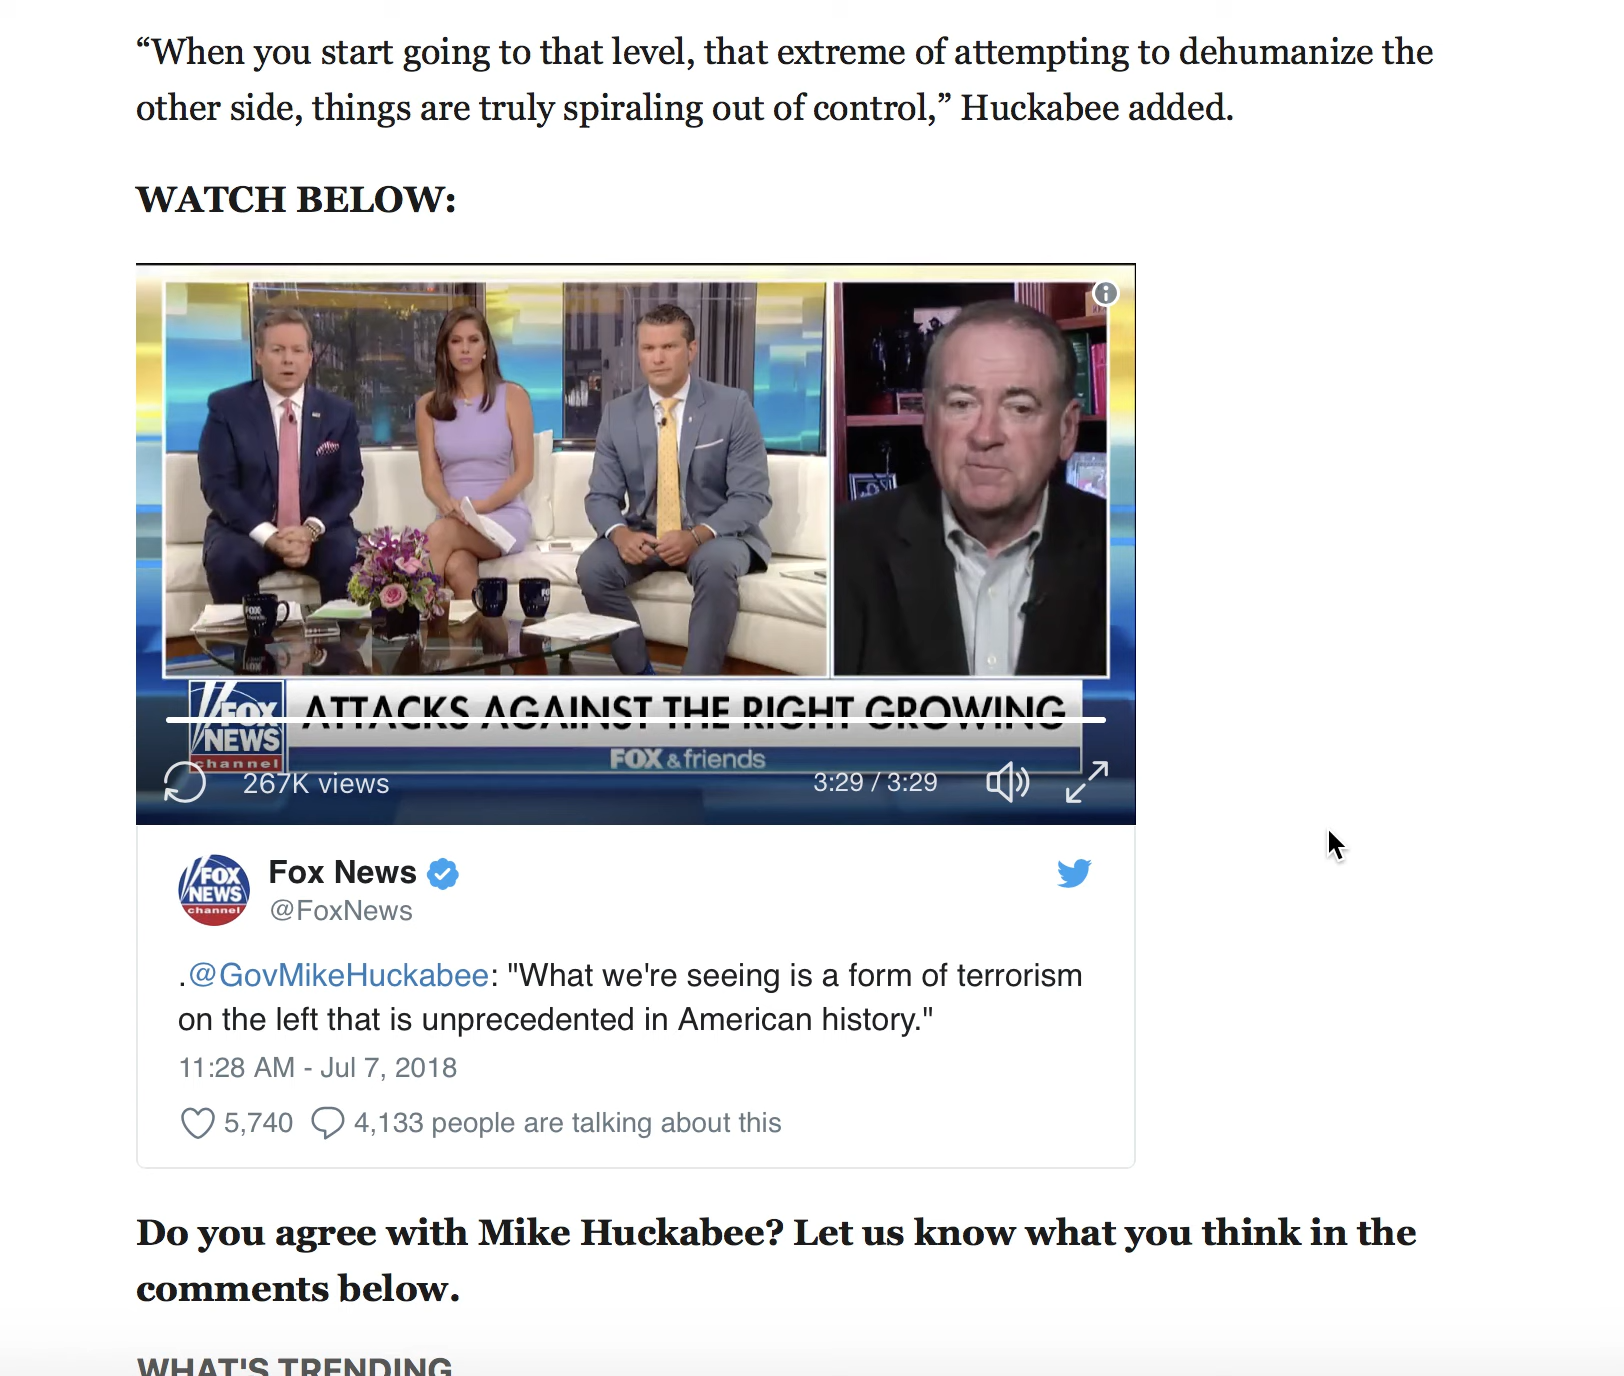 “When you start going to that level, that extreme of attempting to dehumanize the
other side, things are truly spiraling out of control,” Huckabee added.
WATCH BELOW:
FOX
NEWS
channel
ATTACKS AGAINST THE RIGHT GROWING
FOX & friends
267K views
3:29 / 3:29
FOX
NEWS
channel
Fox News
@FoxNews
.@GovMikeHuckabee: "What we're seeing is a form of terrorism
on the left that is unprecedented in American history."
11:28 AM - Jul 7, 2018
5,740 4,133 people are talking about this
Do you agree with Mike Huckabee? Let us know what you think in the
comments below.
WHAT'S TRENDING